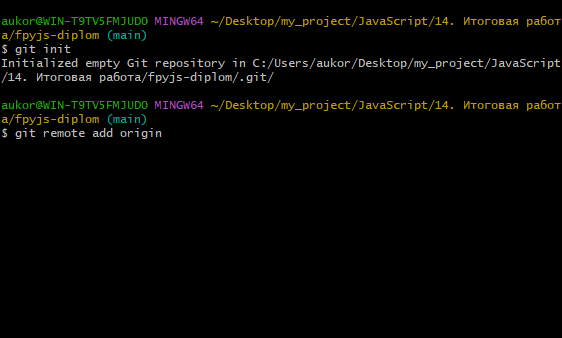 aukor@WIN-T9TV5FMJUDO MINGW64 ~/Desktop/my_project/JavaScript/14. Итоговая работ
а/fpyjs-diplom (main)
$ git init
Initialized empty Git repository in C:/Users/aukor/Desktop/my_project/JavaScript
/14. Итоговая работа/fpyjs-diplom/.git/
aukor@WIN-T9TV5FMJUDO MINGW64 ~/Desktop/my_project/JavaScript/14. Итоговая работ
а/fpyjs-diplom (main)
$ git remote add origin